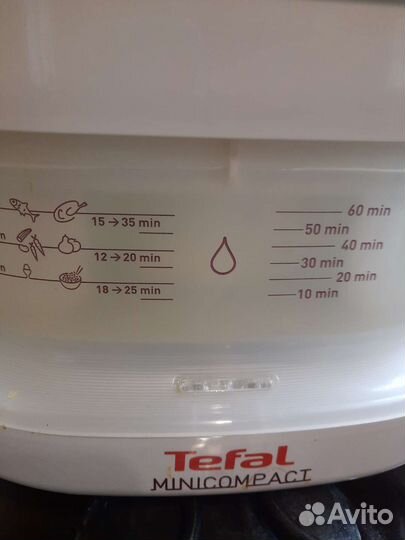 60 min
15→35 min
50 min
n
12→20 min
40 min
30 min
n
20 min
18→25 min
10 min
Tefal
MINICOMPACT
Avito